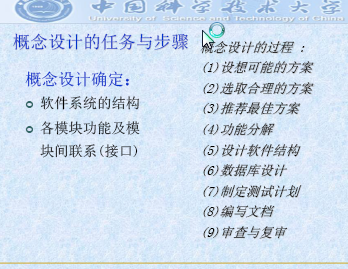 中国科学技术大学
University of Science and Technology of China
概念设计的任务与步骤
概念设计确定：
软件系统的结构
各模块功能及模
块间联系(接口)
概念设计的过程 ：
(1)设想可能的方案
(2)选取合理的方案
(3)推荐最佳方案
(4)功能分解
(5)设计软件结构
(6)数据库设计
(7)制定测试计划
(8)编写文档
(9)审查与复审